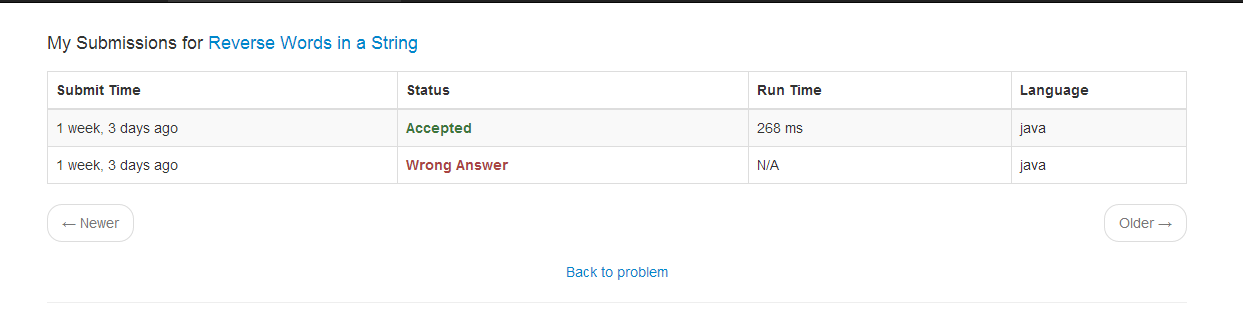 My Submissions for Reverse Words in a String
Submit Time Status Run Time Language
1 week, 3 days ago Accepted 268 ms java
1 week, 3 days ago Wrong Answer N/A java
← Newer Older →
Back to problem